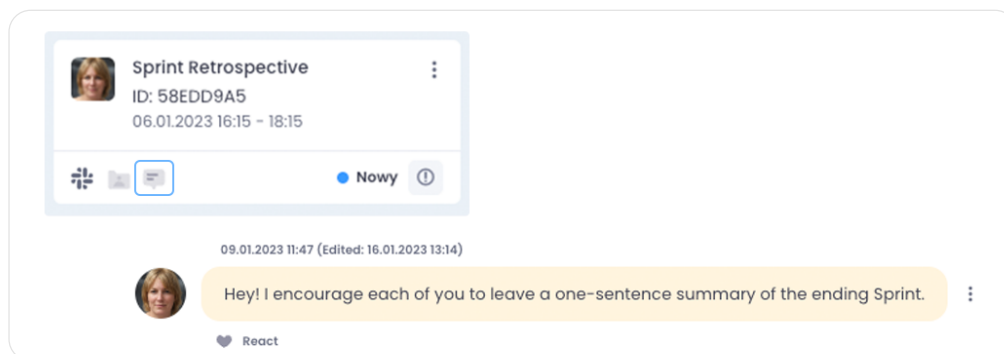 Sprint Retrospective
ID: 58EDD9A5
06.01.2023 16:15 - 18:15
Nowy
09.01.2023 11:47 (Edited: 16.01.2023 13:14)
Hey! I encourage each of you to leave a one-sentence summary of the ending Sprint.
React